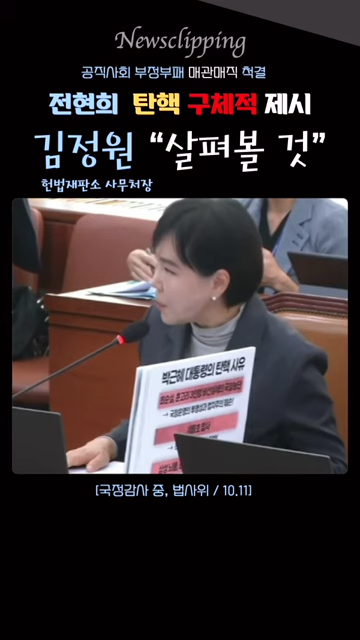 Newsclipping
공직사회 부정부패 매관매직 척결
전현희 탄핵 구체적 제시
김정원 “살펴볼 것”
헌법재판소 사무처장
박근혜 대통령의 탄핵 사유
[국정감사 중, 법사위 / 10.11]